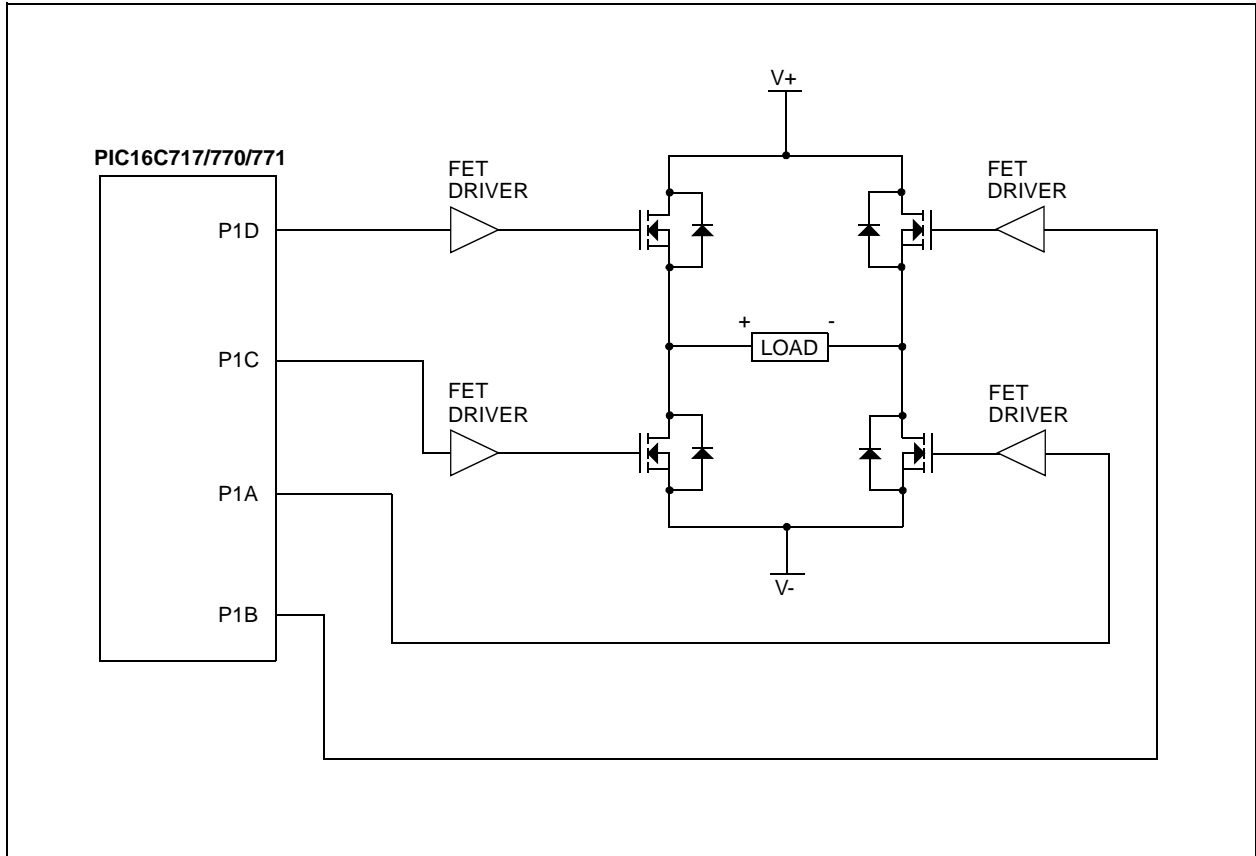 V+
PIC16C717/770/771
FET
DRIVER
FET
DRIVER
P1D
+
-
LOAD
P1C
FET
DRIVER
FET
DRIVER
P1A
V-
P1B